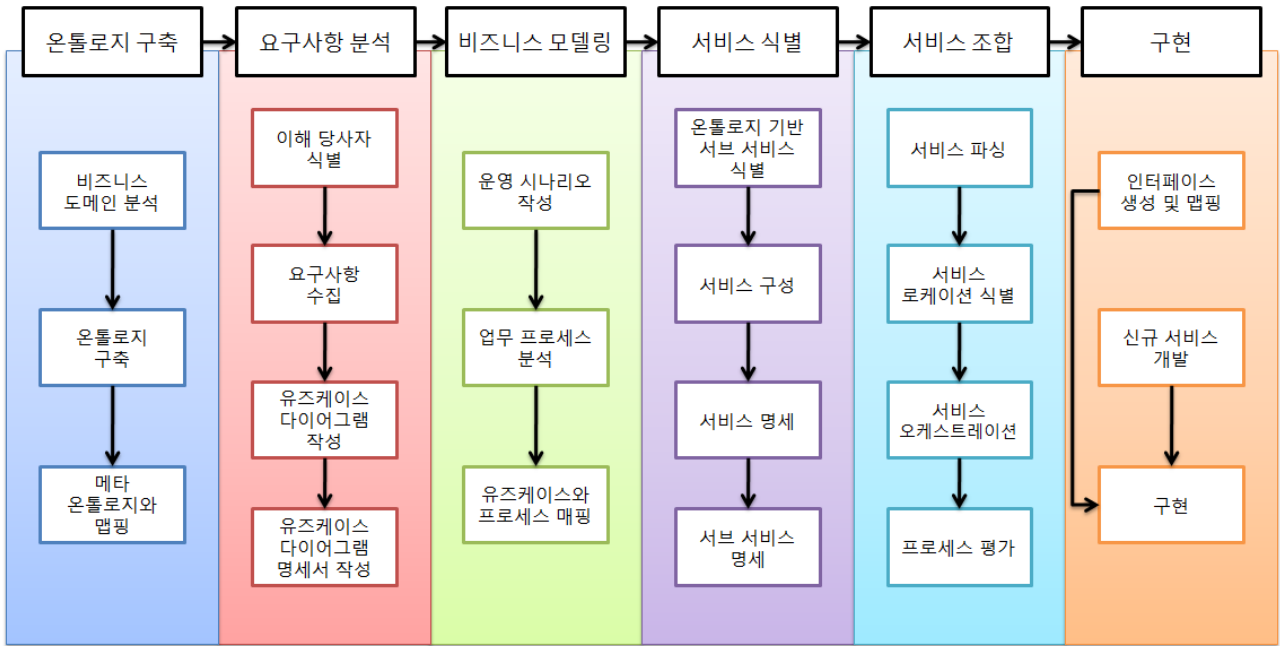 온톨로지 구축
요구사항 분석
비즈니스 모델링
서비스 식별
서비스 조합
구현
비즈니스
도메인 분석
온톨로지
구축
메타
온톨로지와
맵핑
이해 당사자
식별
요구사항
수집
유즈케이스
다이어그램
작성
유즈케이스
다이어그램
명세서 작성
운영 시나리오
작성
업무 프로세스
분석
유즈케이스와
프로세스 매핑
온톨로지 기반
서브 서비스
식별
서비스 구성
서비스 명세
서브 서비스
명세
서비스 파싱
서비스
로케이션 식별
서비스
오케스트레이션
프로세스 평가
인터페이스
생성 및 맵핑
신규 서비스
개발
구현